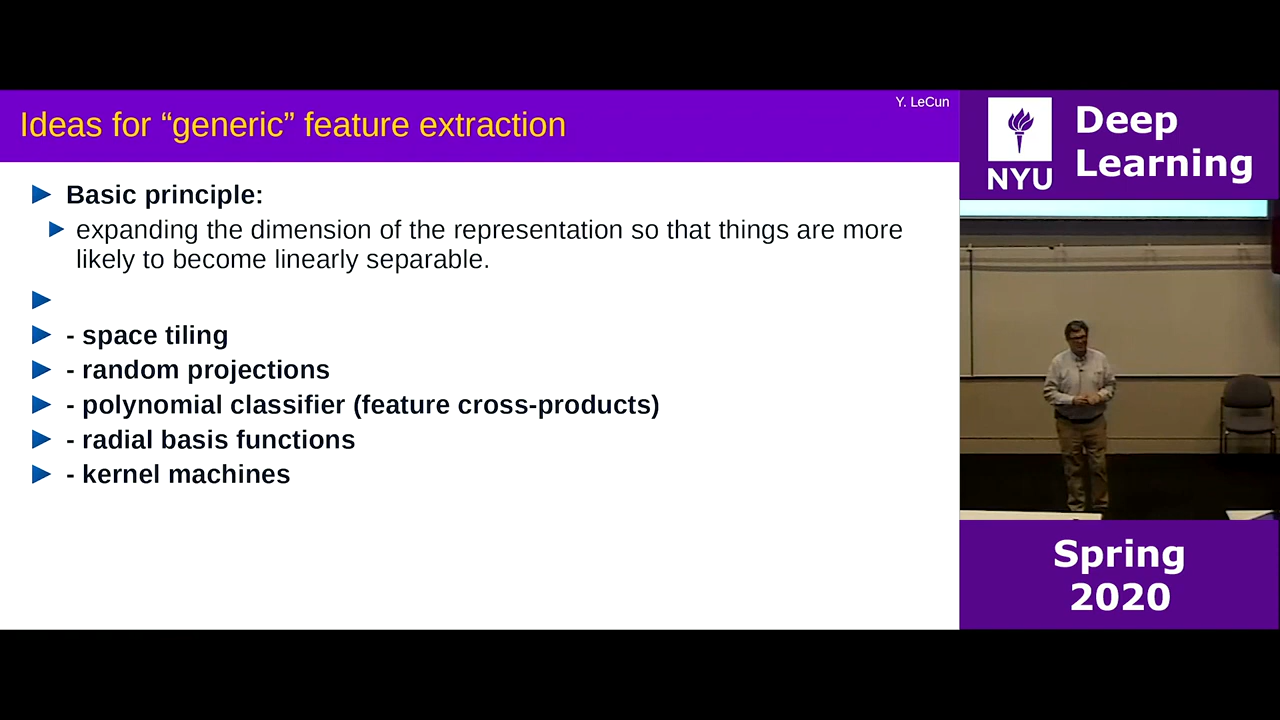 Y. LeCun
Ideas for “generic” feature extraction
Basic principle:
expanding the dimension of the representation so that things are more
likely to become linearly separable.
- space tiling
- random projections
- polynomial classifier (feature cross-products)
- radial basis functions
- kernel machines
NYU
Deep
Learning
Spring
2020